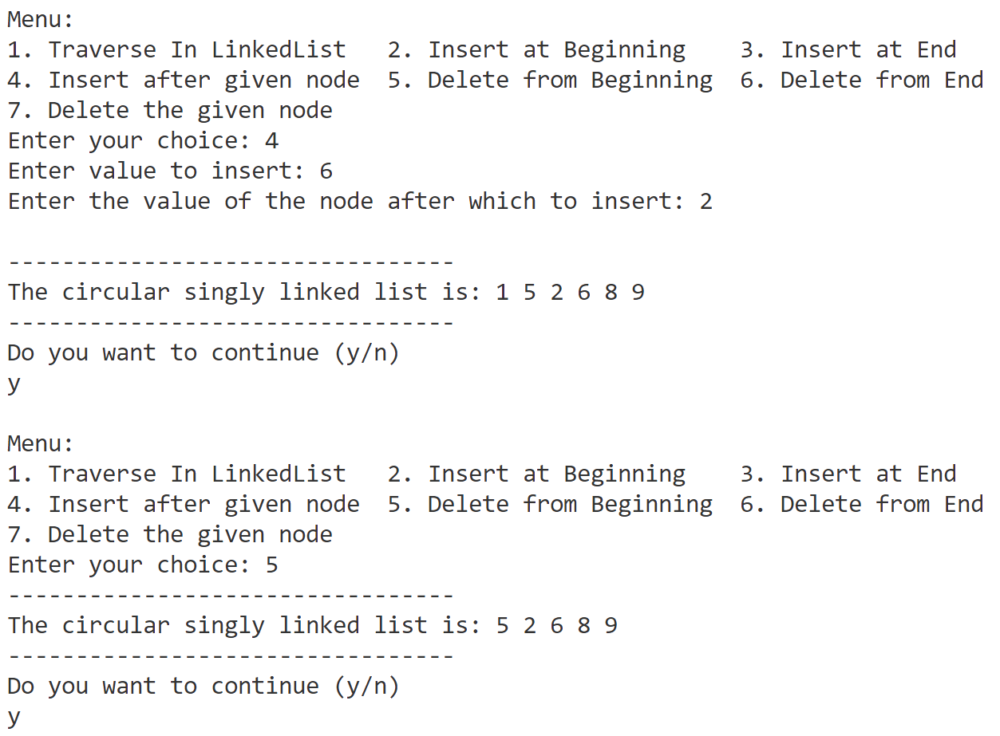 Menu:
1. Traverse In LinkedList   2. Insert at Beginning    3. Insert at End
4. Insert after given node  5. Delete from Beginning  6. Delete from End
7. Delete the given node
Enter your choice: 4
Enter value to insert: 6
Enter the value of the node after which to insert: 2

---------------------------------
The circular singly linked list is: 1 5 2 6 8 9
---------------------------------
Do you want to continue (y/n)
y

Menu:
1. Traverse In LinkedList   2. Insert at Beginning    3. Insert at End
4. Insert after given node  5. Delete from Beginning  6. Delete from End
7. Delete the given node
Enter your choice: 5
---------------------------------
The circular singly linked list is: 5 2 6 8 9
---------------------------------
Do you want to continue (y/n)
y